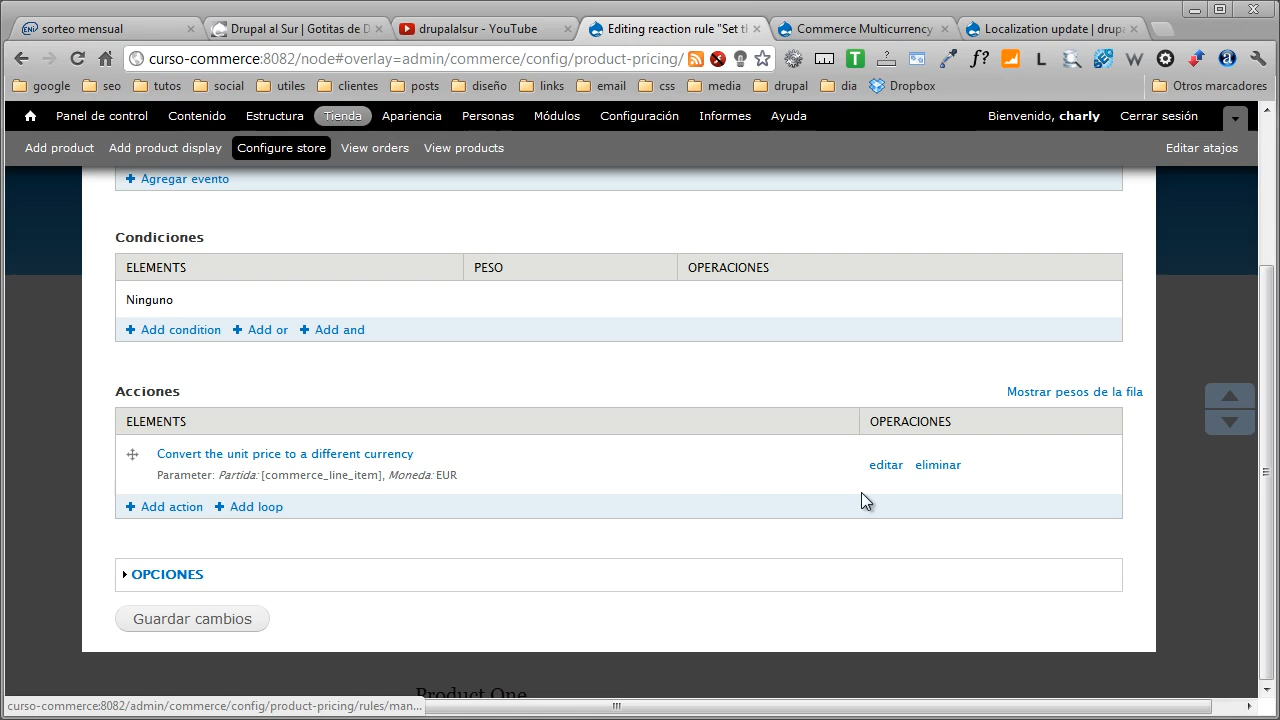 sorteo mensual
Drupal al Sur | Gotitas de D
drupalalsur - YouTube
Editing reaction rule "Set th
Commerce Multicurrency
Localization update | drupa
curso-commerce:8082/node#overlay=admin/commerce/config/product-pricing/
google seo tutos social utiles clientes posts diseño links email css media drupal dia Dropbox Otros marcadores
Panel de control Contenido Estructura Tienda Apariencia Personas Módulos Configuración Informes Ayuda Bienvenido, charly Cerrar sesión
Add product Add product display Configure store View orders View products Editar atajos
Agregar evento
Condiciones
ELEMENTS PESO OPERACIONES
Ninguno
Add condition Add or Add and
Acciones Mostrar pesos de la fila
ELEMENTS OPERACIONES
Convert the unit price to a different currency
Parameter: Partida: [commerce_line_item], Moneda: EUR
editar eliminar
Add action Add loop
OPCIONES
Guardar cambios
Product One
curso-commerce:8082/admin/commerce/config/product-pricing/rules/man...